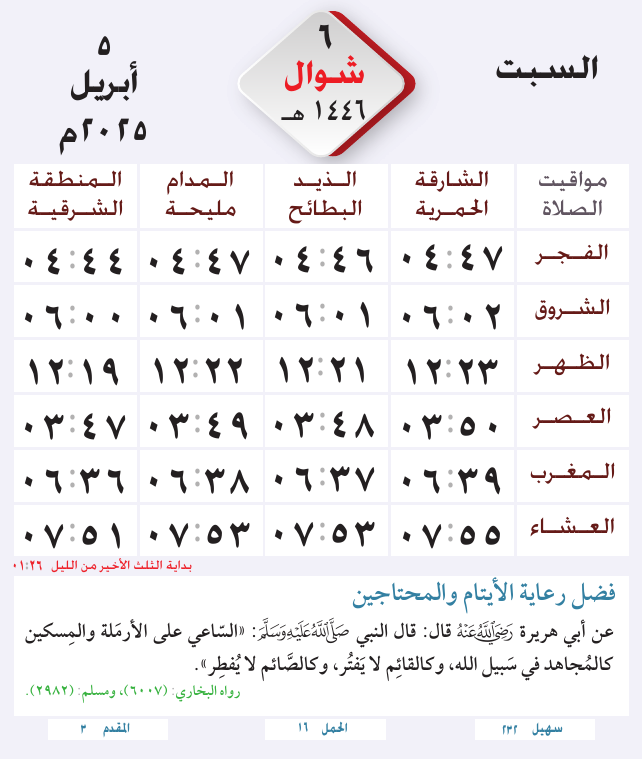 السبت
٦
شوال
١٤٤٦ هـ
٥
أبريل
٢٠٢٥م
مواقيت الصلاة | الشارقة الحمرية | الذيد البطائح | المدام مليحة | المنطقة الشرقية
الفجر ٠٤:٤٧ ٠٤:٤٦ ٠٤:٤٧ ٠٤:٤٤
الشروق ٠٦:٠٢ ٠٦:٠١ ٠٦:٠١ ٠٦:٠٠
الظهر ١٢:٢٣ ١٢:٢١ ١٢:٢٢ ١٢:١٩
العصر ٠٣:٥٠ ٠٣:٤٨ ٠٣:٤٩ ٠٣:٤٧
المغرب ٠٦:٣٩ ٠٦:٣٧ ٠٦:٣٨ ٠٦:٣٦
العشاء ٠٧:٥٥ ٠٧:٥٣ ٠٧:٥٣ ٠٧:٥١
بداية الثلث الأخير من الليل ٠١:٢٦
فضل رعاية الأيتام والمحتاجين
عن أبي هريرة رَضِيَ اللَّهُ عَنْهُ قال: قال النبي صَلَّى اللَّهُ عَلَيْهِ وَسَلَّمَ: «السّاعي على الأرمَلة والمِسكين
كالمُجاهد في سَبيل الله، وكالقائِم لا يَفتُر، وكالصَّائم لا يُفطِر».
رواه البخاري: (٦٠٠٧)، ومسلم: (٢٩٨٢).
سهيل ٢٣٢
الحمل ١٦
المقدم ٣